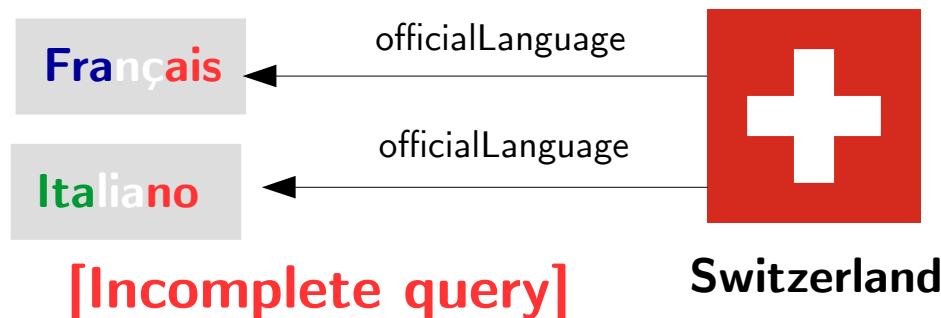 Français
officialLanguage
Italiano
officialLanguage
Switzerland
[Incomplete query]